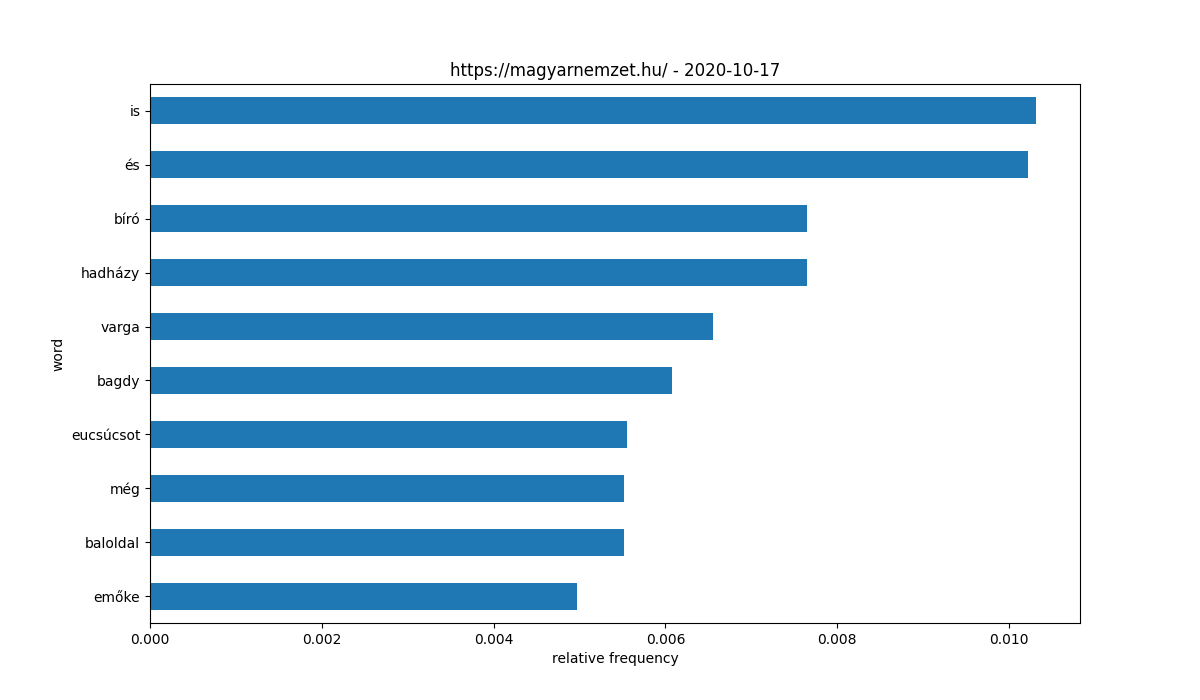 https://magyarnemzet.hu/ - 2020-10-17
is
és
bíró
hadházy
varga
bagdy
eucsúcsot
még
baloldal
emőke
word
0.000 0.002 0.004 0.006 0.008 0.010
relative frequency